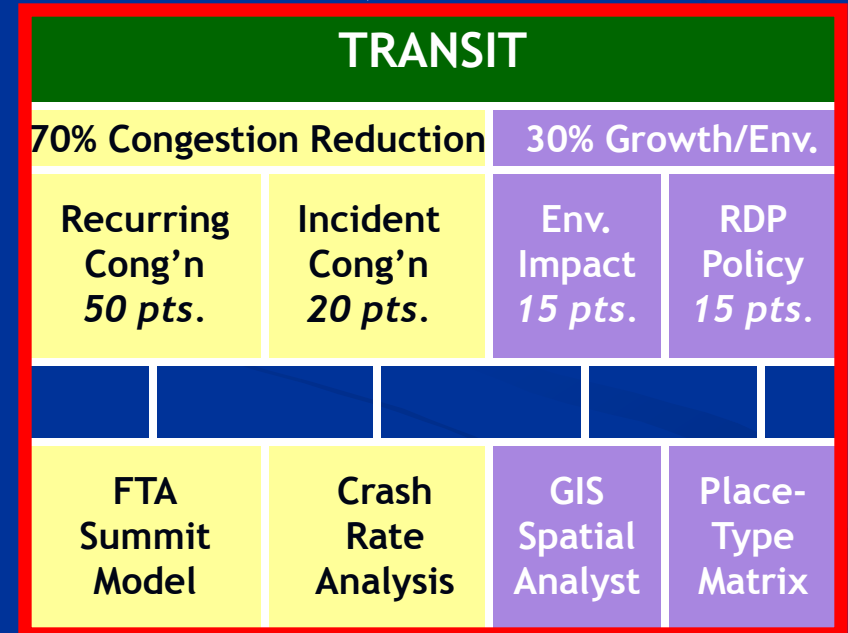 TRANSIT
70% Congestion Reduction
30% Growth/Env.
Recurring
Cong’n
50 pts.
Incident
Cong’n
20 pts.
Env.
Impact
15 pts.
RDP
Policy
15 pts.
FTA
Summit
Model
Crash
Rate
Analysis
GIS
Spatial
Analyst
Place-
Type
Matrix